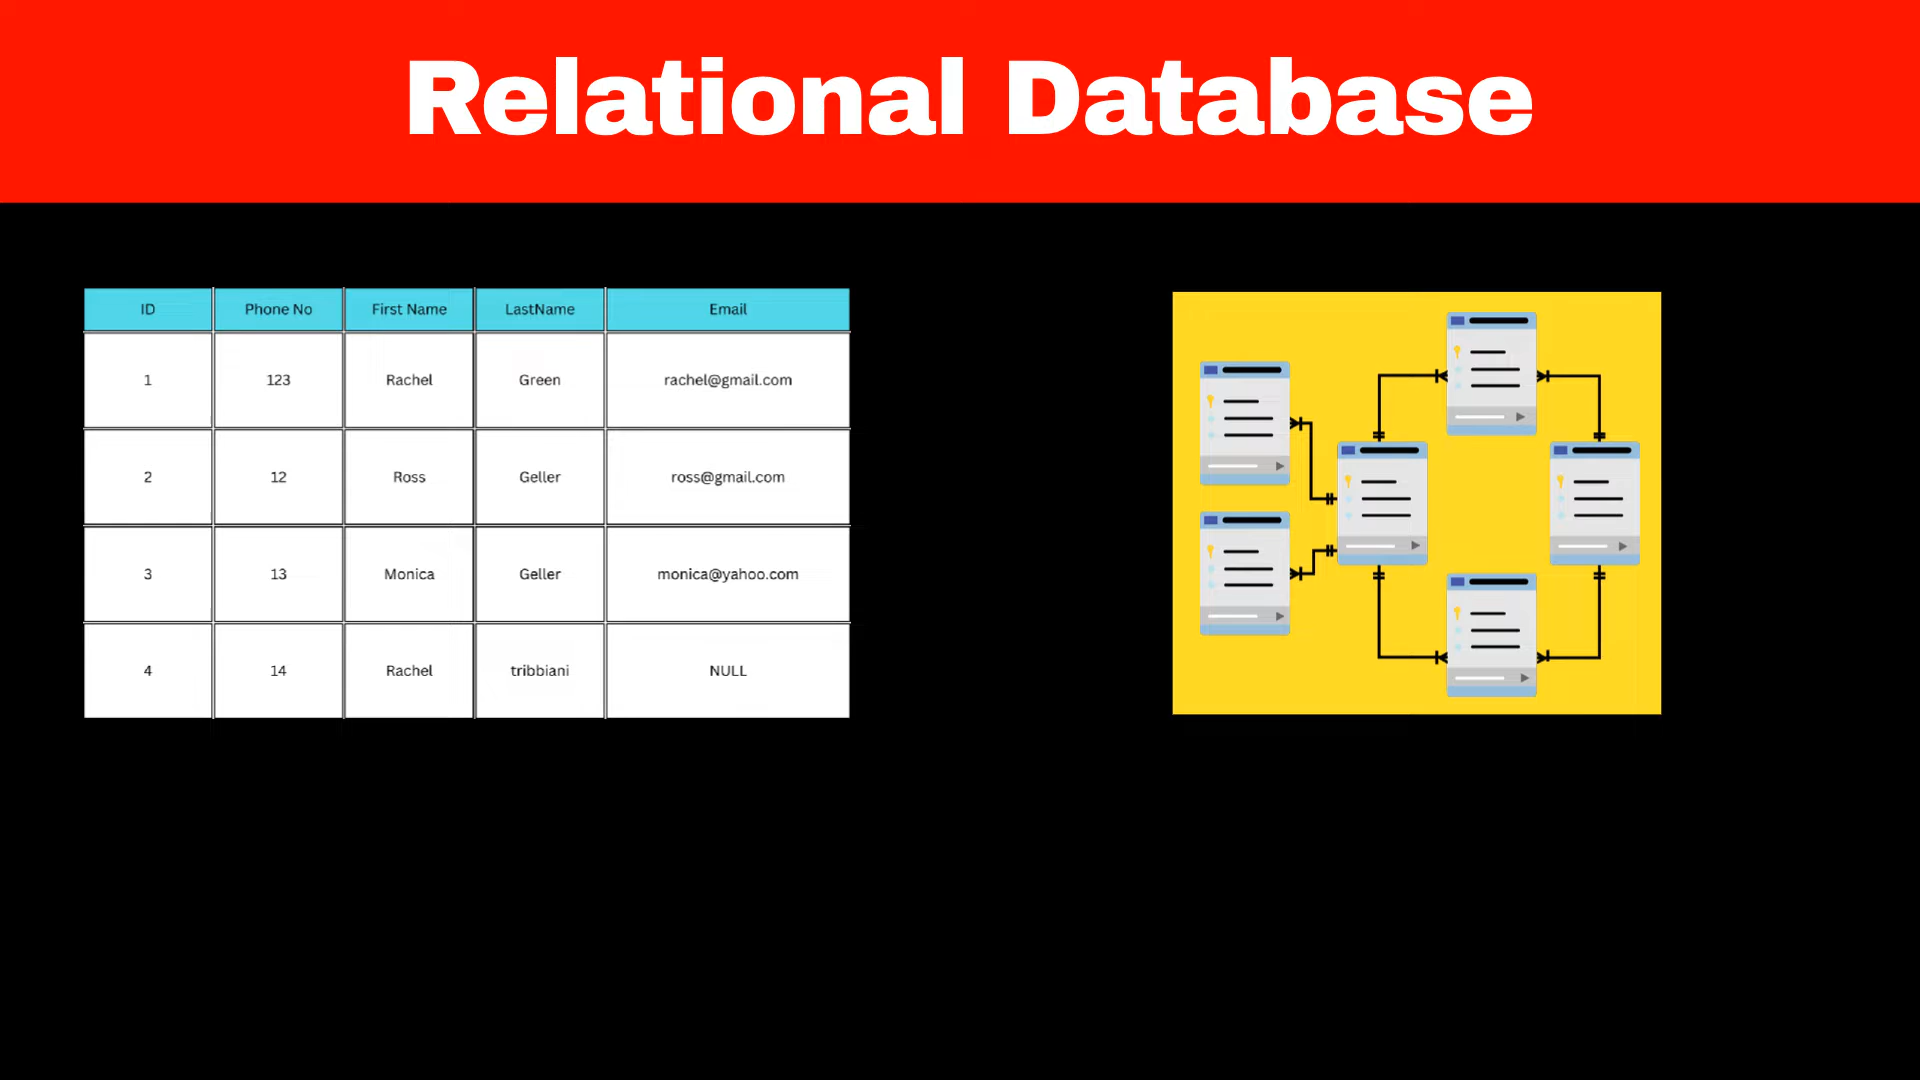 Relational Database
ID Phone No First Name LastName Email
1 123 Rachel Green rachel@gmail.com
2 12 Ross Geller ross@gmail.com
3 13 Monica Geller monica@yahoo.com
4 14 Rachel tribbiani NULL